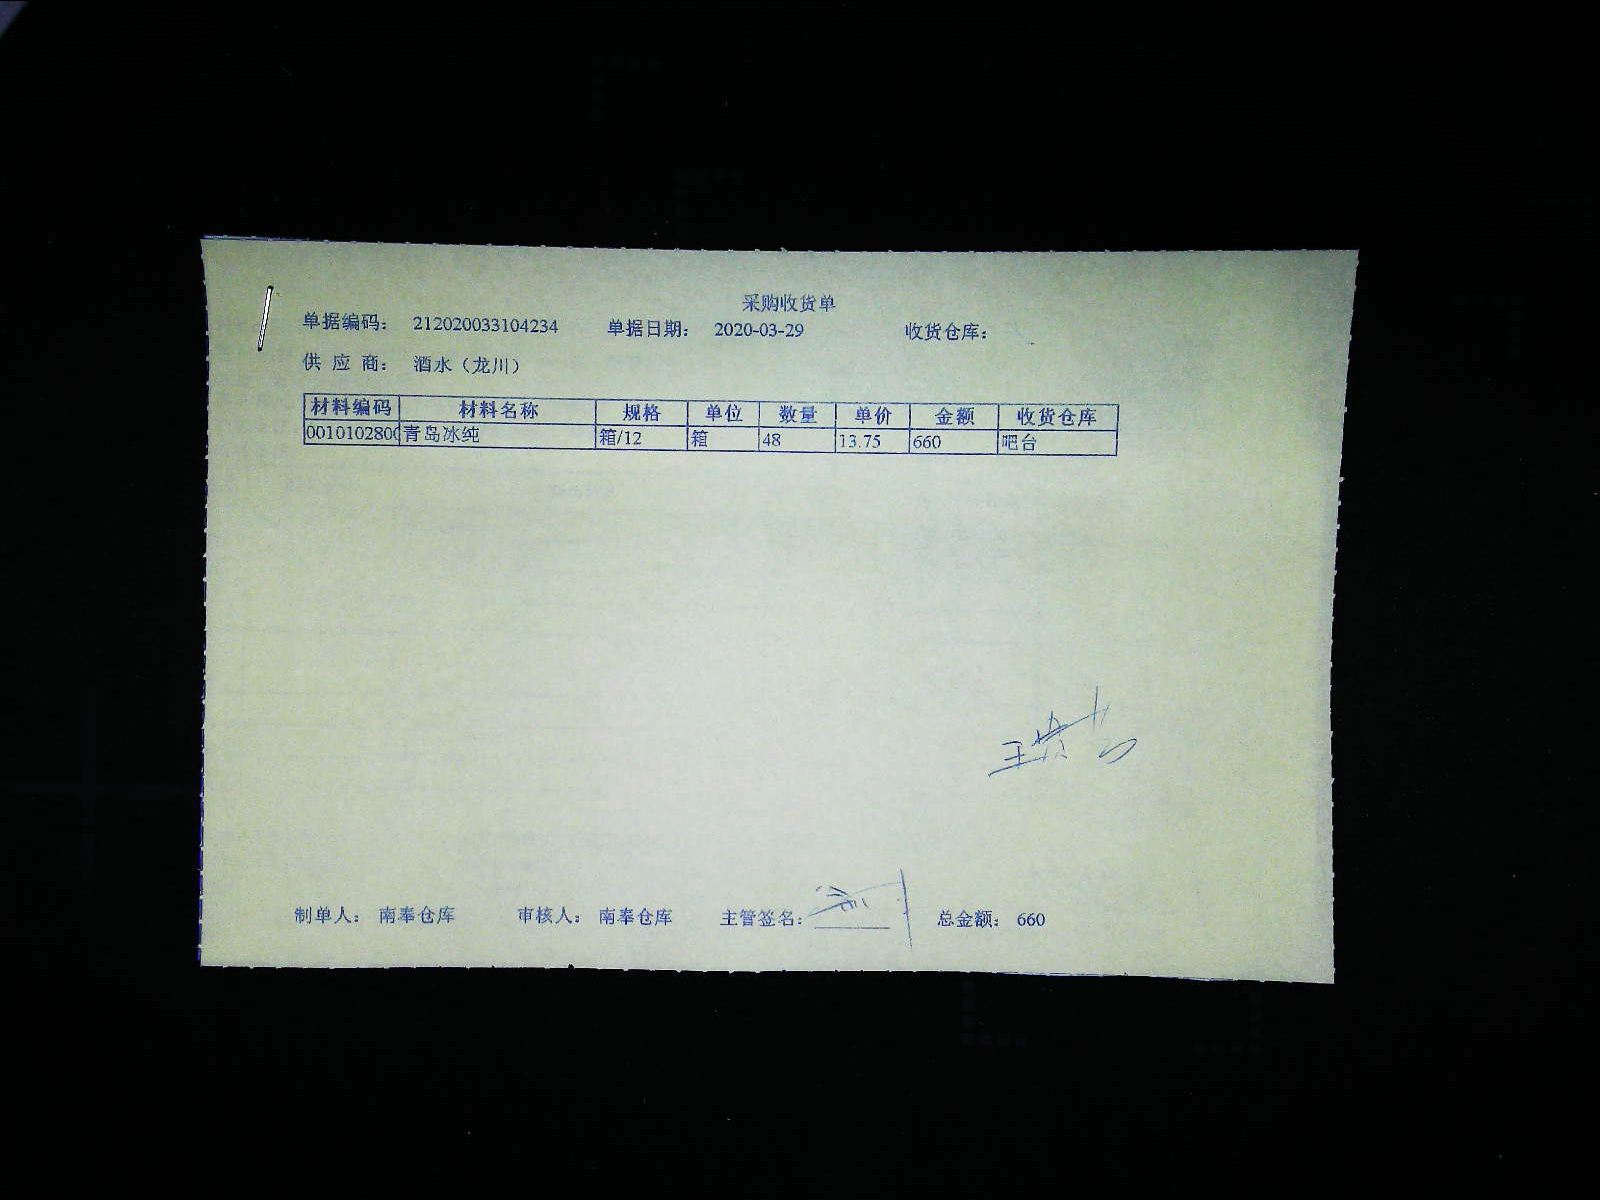 采购收货单
单据编码： 212020033104234 单据日期： 2020-03-29 收货仓库：
供 应 商： 酒水（龙川）
材料编码 材料名称 规格 单位 数量 单价 金额 收货仓库
0010102800 青岛冰纯 箱/12 箱 48 13.75 660 吧台
制单人： 南奉仓库 审核人： 南奉仓库 主管签名： 总金额： 660